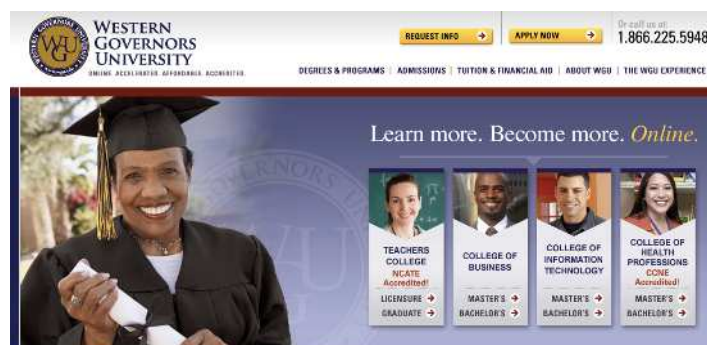 WESTERN
GOVERNORS
UNIVERSITY
ONLINE. ACCELERATED. AFFORDABLE. ACCREDITED.
REQUEST INFO
APPLY NOW
Or call us at:
1.866.225.5948
DEGREES & PROGRAMS | ADMISSIONS | TUITION & FINANCIAL AID | ABOUT WGU | THE WGU EXPERIENCE
Learn more. Become more. Online.
TEACHERS
COLLEGE
NCATE
Accredited!
LICENSURE
GRADUATE
COLLEGE OF
BUSINESS
MASTER'S
BACHELOR'S
COLLEGE OF
INFORMATION
TECHNOLOGY
MASTER'S
BACHELOR'S
COLLEGE OF
HEALTH
PROFESSIONS
CCNE
Accredited!
MASTER'S
BACHELOR'S